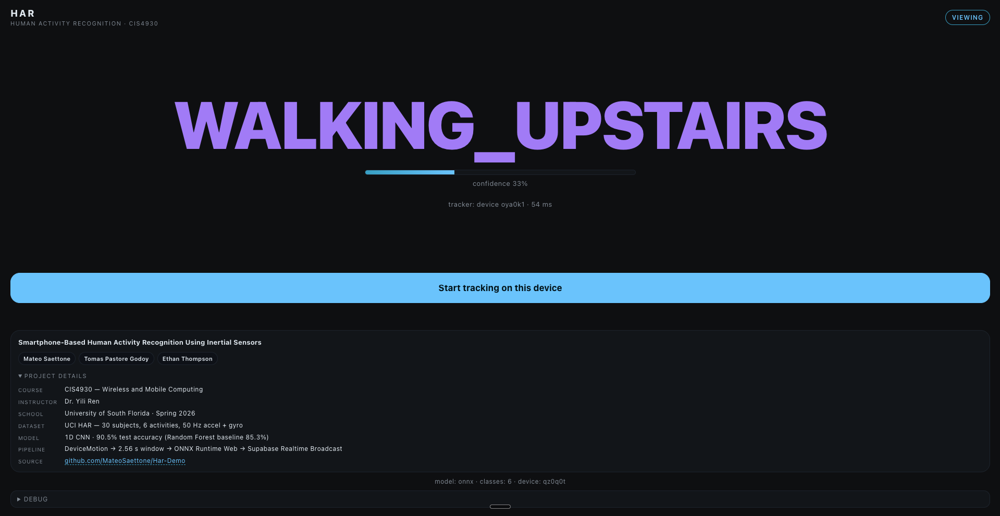 HAR
HUMAN ACTIVITY RECOGNITION · CIS4930
VIEWING
WALKING_UPSTAIRS
confidence 33%
tracker: device oya0k1 · 54 ms
Start tracking on this device
Smartphone-Based Human Activity Recognition Using Inertial Sensors
Mateo Saettone Tomas Pastore Godoy Ethan Thompson
▼ PROJECT DETAILS
COURSE CIS4930 — Wireless and Mobile Computing
INSTRUCTOR Dr. Yili Ren
SCHOOL University of South Florida · Spring 2026
DATASET UCI HAR — 30 subjects, 6 activities, 50 Hz accel + gyro
MODEL 1D CNN · 90.5% test accuracy (Random Forest baseline 85.3%)
PIPELINE DeviceMotion → 2.56 s window → ONNX Runtime Web → Supabase Realtime Broadcast
SOURCE github.com/MateoSaettone/Har-Demo
model: onnx · classes: 6 · device: qz0q0t
▶ DEBUG